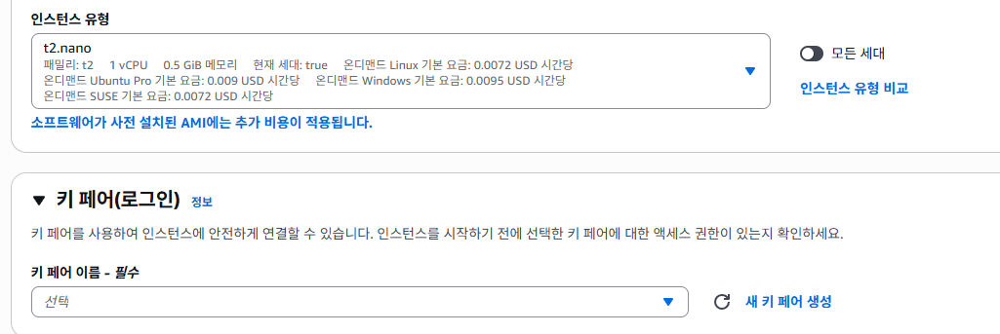 인스턴스 유형
t2.nano
패밀리: t2 1 vCPU 0.5 GiB 메모리 현재 세대: true 온디맨드 Linux 기본 요금: 0.0072 USD 시간당
온디맨드 Ubuntu Pro 기본 요금: 0.009 USD 시간당 온디맨드 Windows 기본 요금: 0.0095 USD 시간당
온디맨드 SUSE 기본 요금: 0.0072 USD 시간당
모든 세대
인스턴스 유형 비교
소프트웨어가 사전 설치된 AMI에는 추가 비용이 적용됩니다.
키 페어(로그인) 정보
키 페어를 사용하여 인스턴스에 안전하게 연결할 수 있습니다. 인스턴스를 시작하기 전에 선택한 키 페어에 대한 액세스 권한이 있는지 확인하세요.
키 페어 이름 - 필수
선택
새 키 페어 생성